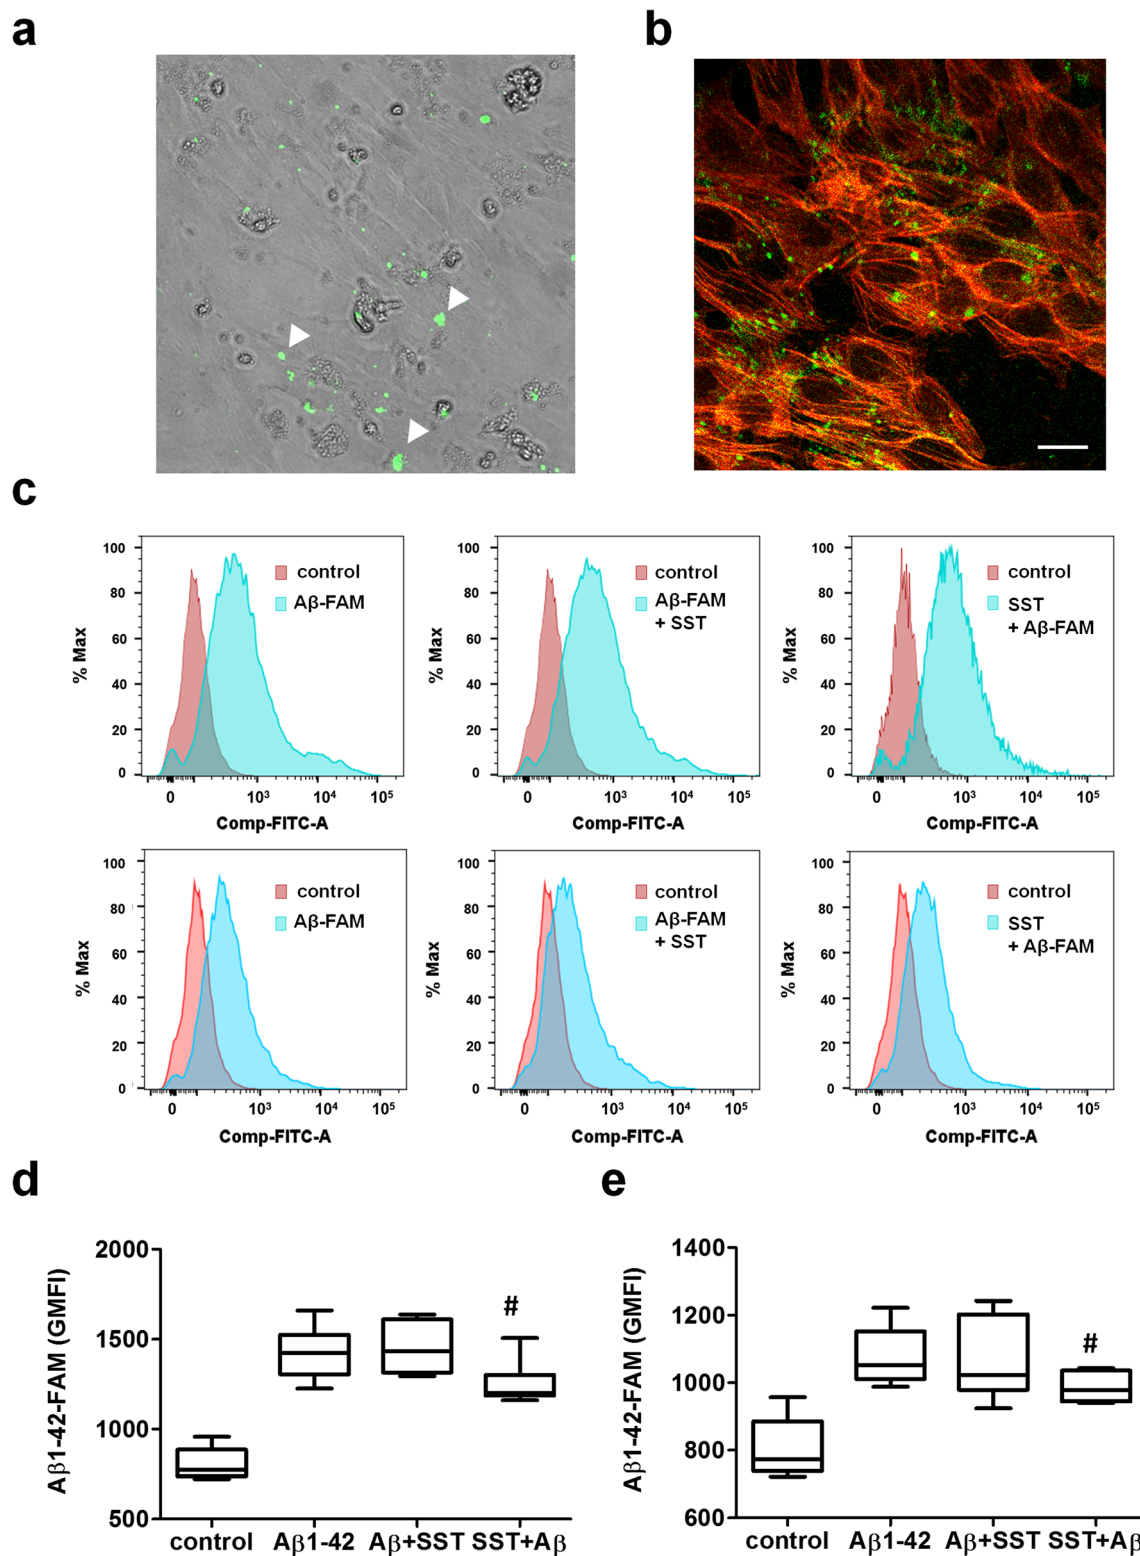 a
b
c
100
80
60
40
20
0
% Max
control
Aβ-FAM
0 10³ 10⁴ 10⁵
Comp-FITC-A
100
80
60
40
20
0
% Max
control
Aβ-FAM
+ SST
0 10³ 10⁴ 10⁵
Comp-FITC-A
100
80
60
40
20
0
% Max
control
SST
+ Aβ-FAM
0 10³ 10⁴ 10⁵
Comp-FITC-A
100
80
60
40
20
0
% Max
control
Aβ-FAM
0 10³ 10⁴ 10⁵
Comp-FITC-A
100
80
60
40
20
0
% Max
control
Aβ-FAM
+ SST
0 10³ 10⁴ 10⁵
Comp-FITC-A
100
80
60
40
20
0
% Max
control
SST
+ Aβ-FAM
0 10³ 10⁴ 10⁵
Comp-FITC-A
d
2000
1500
1000
500
Aβ1-42-FAM (GMFI)
#
control Aβ1-42 Aβ+SST SST+Aβ
e
1400
1200
1000
800
600
Aβ1-42-FAM (GMFI)
#
control Aβ1-42 Aβ+SST SST+Aβ